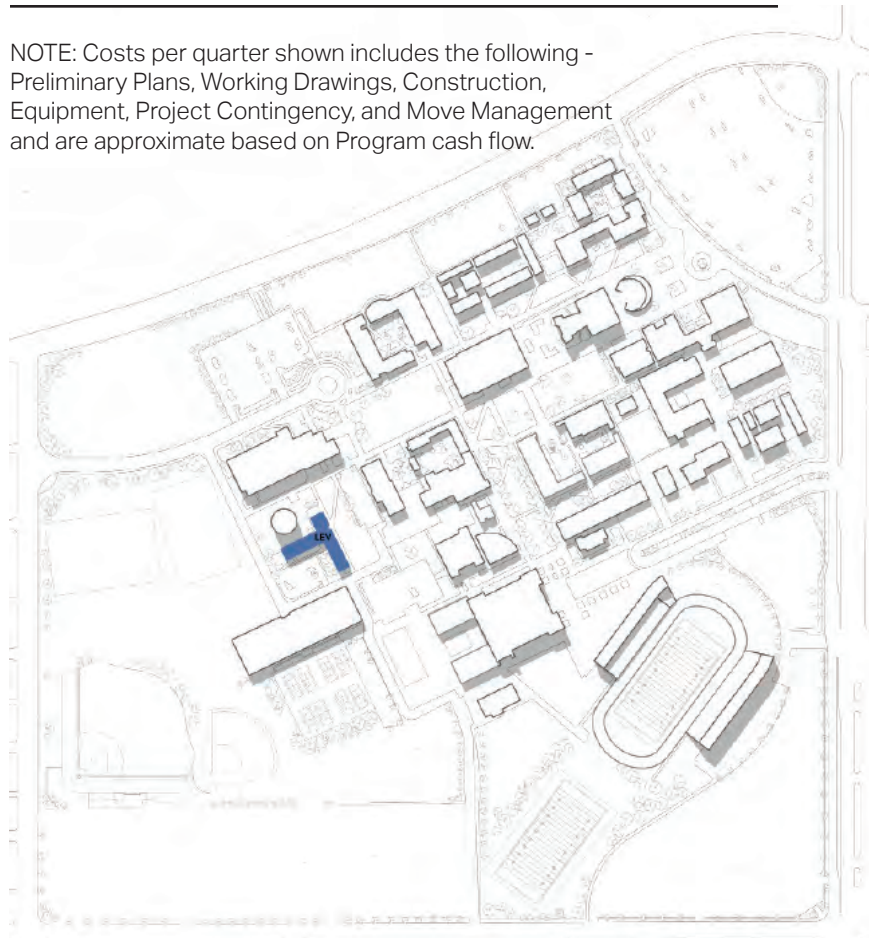 NOTE: Costs per quarter shown includes the following -
Preliminary Plans, Working Drawings, Construction,
Equipment, Project Contingency, and Move Management
and are approximate based on Program cash flow.
LEV